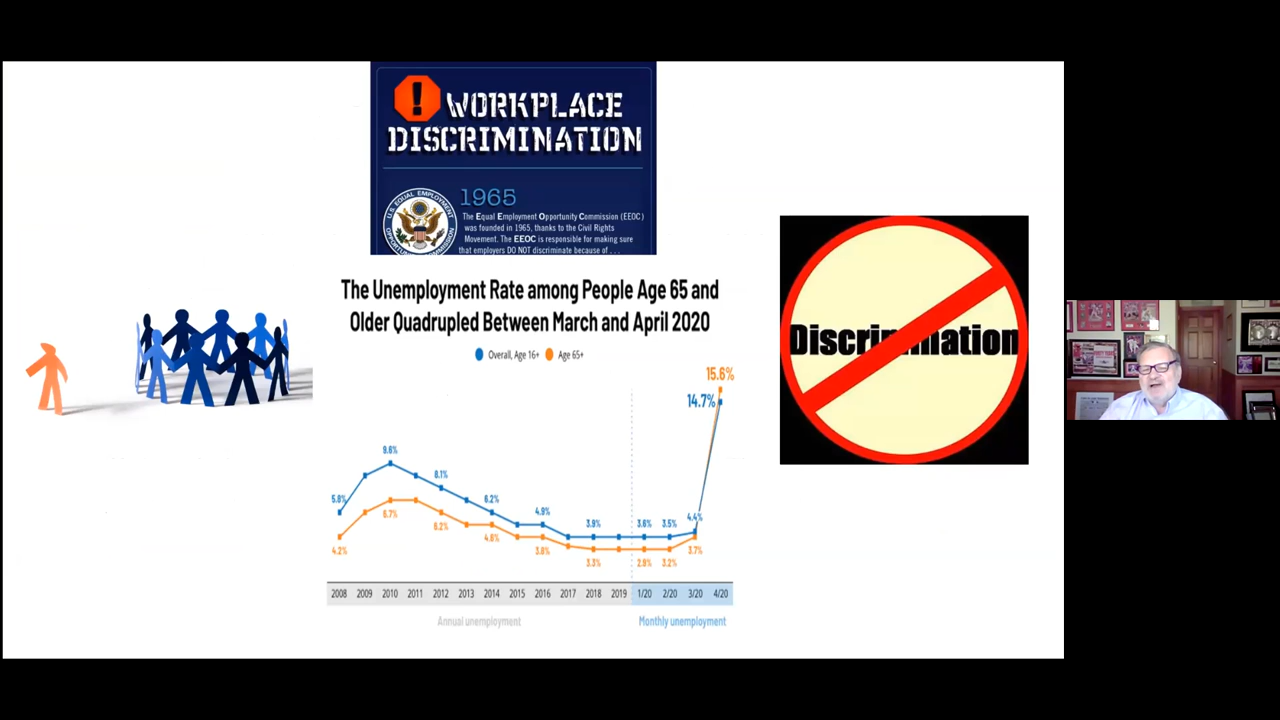 WORKPLACE
DISCRIMINATION
U.S. EQUAL EMPLOYMENT
1965
The Equal Employment Opportunity Commission (EEOC)
was founded in 1965, thanks to the Civil Rights
Movement. The EEOC is responsible for making sure
that employers DO NOT discriminate because of . . .
The Unemployment Rate among People Age 65 and
Older Quadrupled Between March and April 2020
Overall, Age 16+ Age 65+
15.6%
14.7%
9.6%
8.1%
5.8%
6.2%
4.9%
3.9% 3.6% 3.5% 4.4%
6.7%
6.2%
4.6%
4.2% 3.8% 3.7%
3.3% 2.9% 3.2%
2008 2009 2010 2011 2012 2013 2014 2015 2016 2017 2018 2019 1/20 2/20 3/20 4/20
Annual unemployment Monthly unemployment